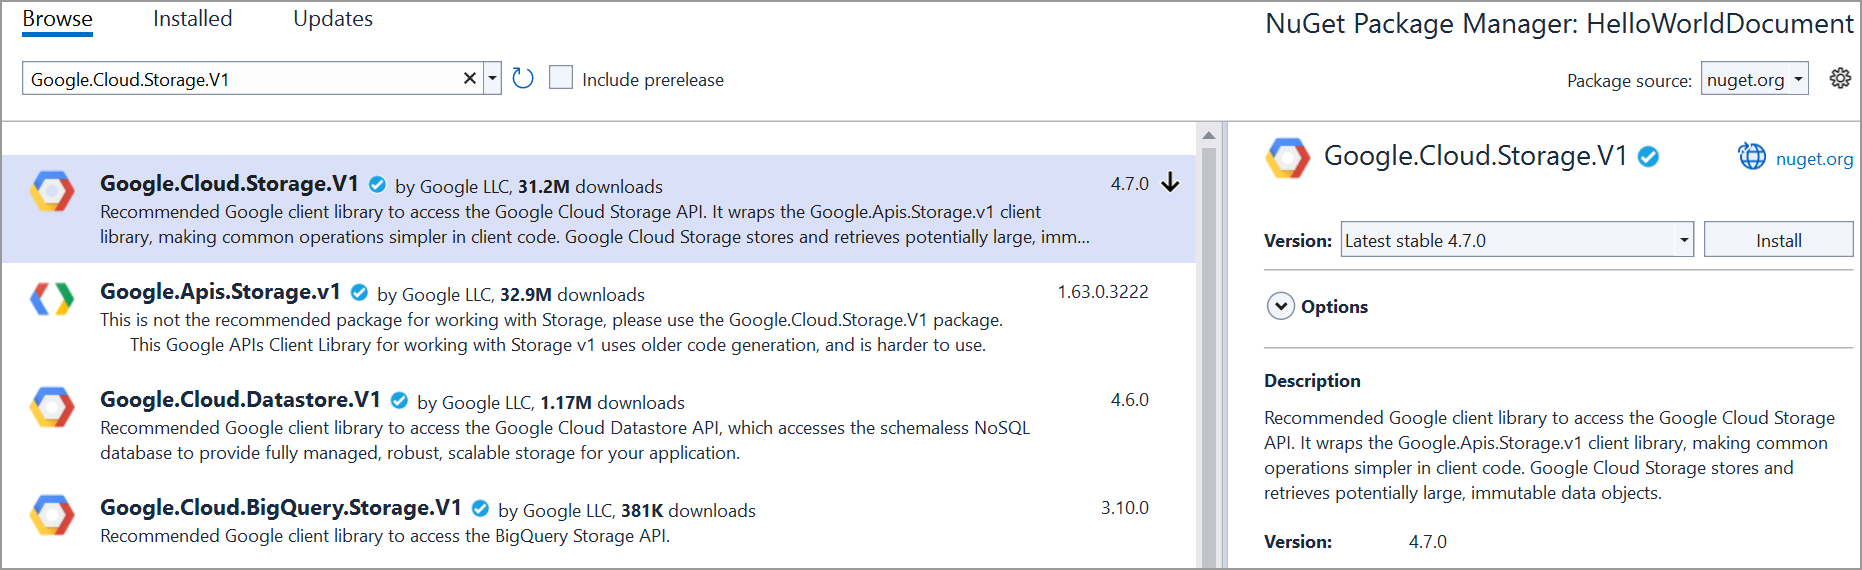 Browse Installed Updates
NuGet Package Manager: HelloWorldDocument
Google.Cloud.Storage.V1
Include prerelease
Package source: nuget.org
Google.Cloud.Storage.V1 by Google LLC, 31.2M downloads 4.7.0
Recommended Google client library to access the Google Cloud Storage API. It wraps the Google.Apis.Storage.v1 client
library, making common operations simpler in client code. Google Cloud Storage stores and retrieves potentially large, imm...
Google.Apis.Storage.v1 by Google LLC, 32.9M downloads 1.63.0.3222
This is not the recommended package for working with Storage, please use the Google.Cloud.Storage.V1 package.
This Google APIs Client Library for working with Storage v1 uses older code generation, and is harder to use.
Google.Cloud.Datastore.V1 by Google LLC, 1.17M downloads 4.6.0
Recommended Google client library to access the Google Cloud Datastore API, which accesses the schemaless NoSQL
database to provide fully managed, robust, scalable storage for your application.
Google.Cloud.BigQuery.Storage.V1 by Google LLC, 381K downloads 3.10.0
Recommended Google client library to access the BigQuery Storage API.
Google.Cloud.Storage.V1 nuget.org
Version: Latest stable 4.7.0 Install
Options
Description
Recommended Google client library to access the Google Cloud Storage
API. It wraps the Google.Apis.Storage.v1 client library, making common
operations simpler in client code. Google Cloud Storage stores and
retrieves potentially large, immutable data objects.
Version: 4.7.0